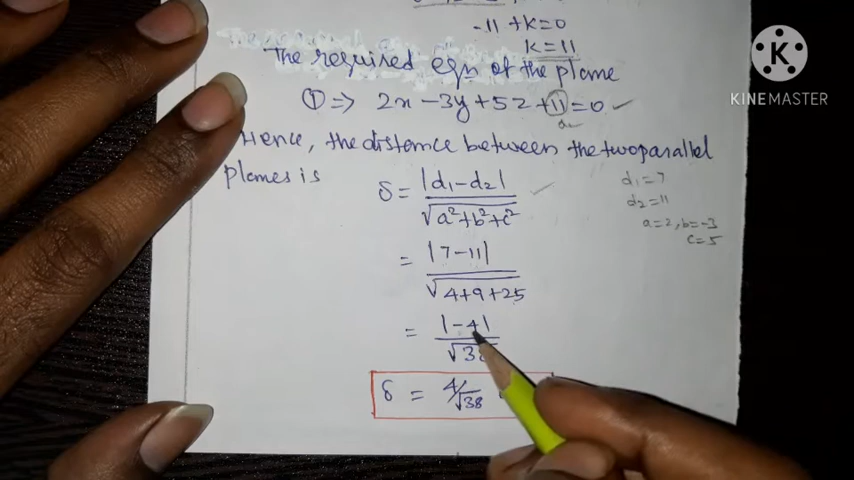 -11 + k = 0
k = 11
The required eqn of the plane
① ⇒ 2x - 3y + 5z + 11 = 0 ✓
Hence, the distance between the two parallel
planes is
δ = |d₁ - d₂| / √a² + b² + c² ✓
d₁ = 7
d₂ = 11
a = 2, b = -3
c = 5
= |7 - 11| / √4 + 9 + 25
= |-4| / √38
δ = 4/√38
KINEMASTER